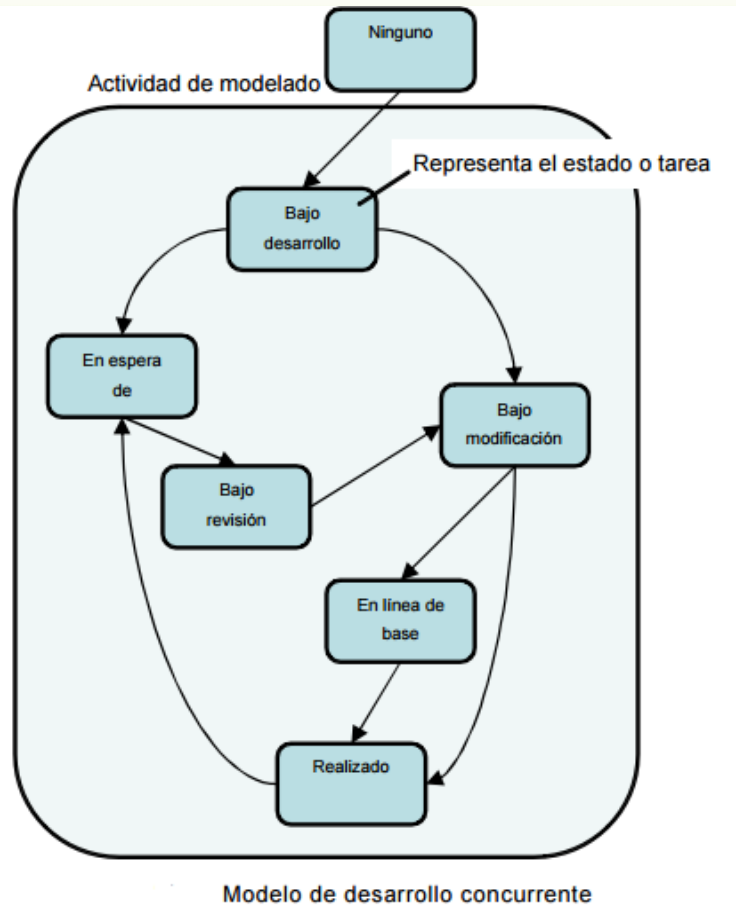 Ninguno
Actividad de modelado
Representa el estado o tarea
Bajo
desarrollo
En espera
de
Bajo
modificación
Bajo
revisión
En línea de
base
Realizado
Modelo de desarrollo concurrente